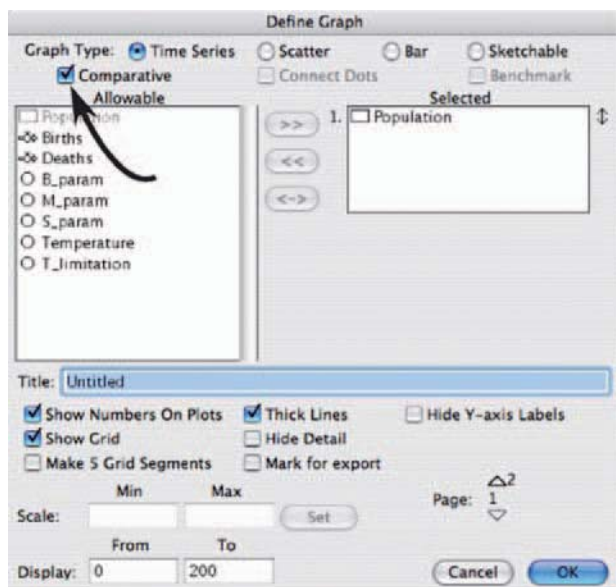 Define Graph
Graph Type: Time Series Scatter Bar Sketchable
Comparative Connect Dots Benchmark
Allowable
Population
Births
Deaths
B_param
M_param
S_param
Temperature
T_limitation
>>
<<
<->
Selected
1. Population
Title: Untitled
Show Numbers On Plots Thick Lines Hide Y-axis Labels
Show Grid Hide Detail
Make 5 Grid Segments Mark for export
Min Max
Scale: Set
Page: 1 2
From To
Display: 0 200
Cancel OK